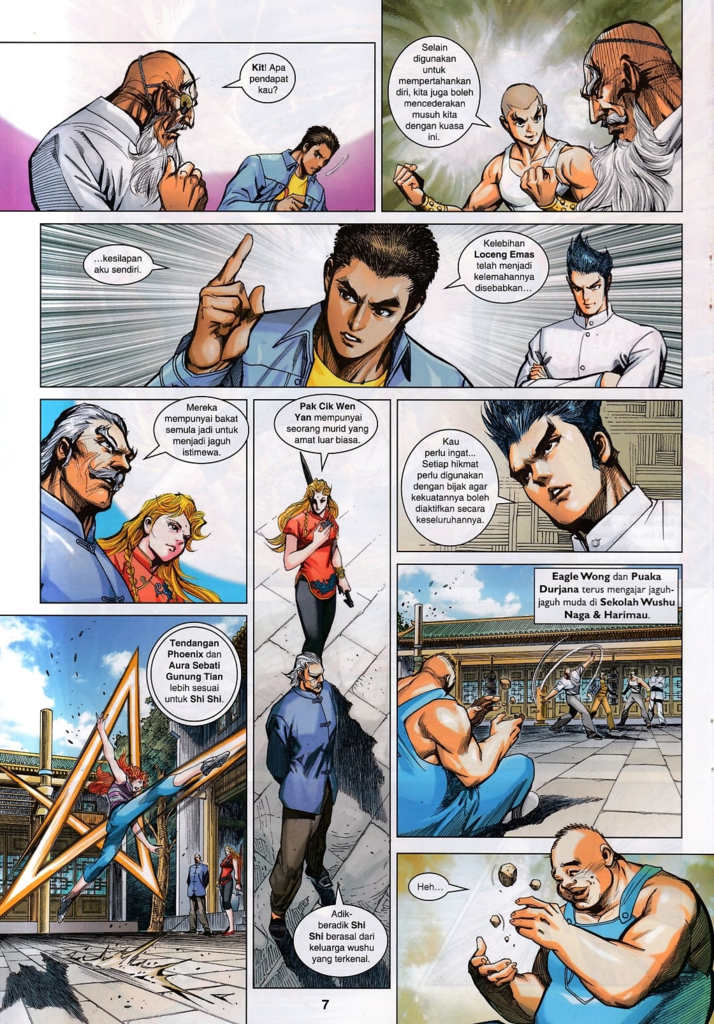 Kit! Apa
pendapat
kau?
Selain
digunakan
untuk
mempertahankan
diri, kita juga boleh
mencederakan
musuh kita
dengan kuasa
ini.
…kesilapan
aku sendiri.
Kelebihan
Loceng Emas
telah menjadi
kelemahannya
disebabkan…
Mereka
mempunyai bakat
semula jadi untuk
menjadi jaguh
istimewa.
Pak Cik Wen
Yan mempunyai
seorang murid yang
amat luar biasa.
Kau
perlu ingat...
Setiap hikmat
perlu digunakan
dengan bijak agar
kekuatannya boleh
diaktifkan secara
keseluruhannya.
Eagle Wong dan Puaka
Durjana terus mengajar jaguh-
jaguh muda di Sekolah Wushu
Naga & Harimau.
Tendangan
Phoenix dan
Aura Sebati
Gunung Tian
lebih sesuai
untuk Shi Shi.
Adik-
beradik Shi
Shi berasal dari
keluarga wushu
yang terkenal.
Heh...
7